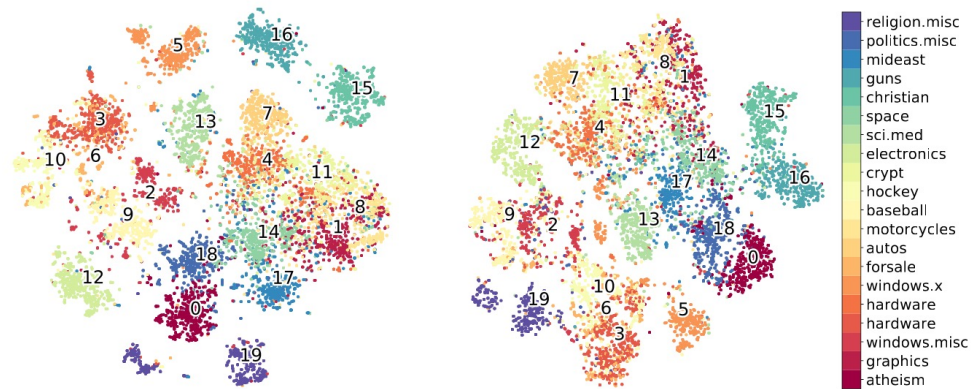 5
16
15
3
13
7
10
6
4
2
11
9
8
1
14
12
18
17
0
19
8
7
1
11
15
4
12
14
17
16
9
2
13
18
0
10
19
6
5
3
religion.misc
politics.misc
mideast
guns
christian
space
sci.med
electronics
crypt
hockey
baseball
motorcycles
autos
forsale
windows.x
hardware
hardware
windows.misc
graphics
atheism